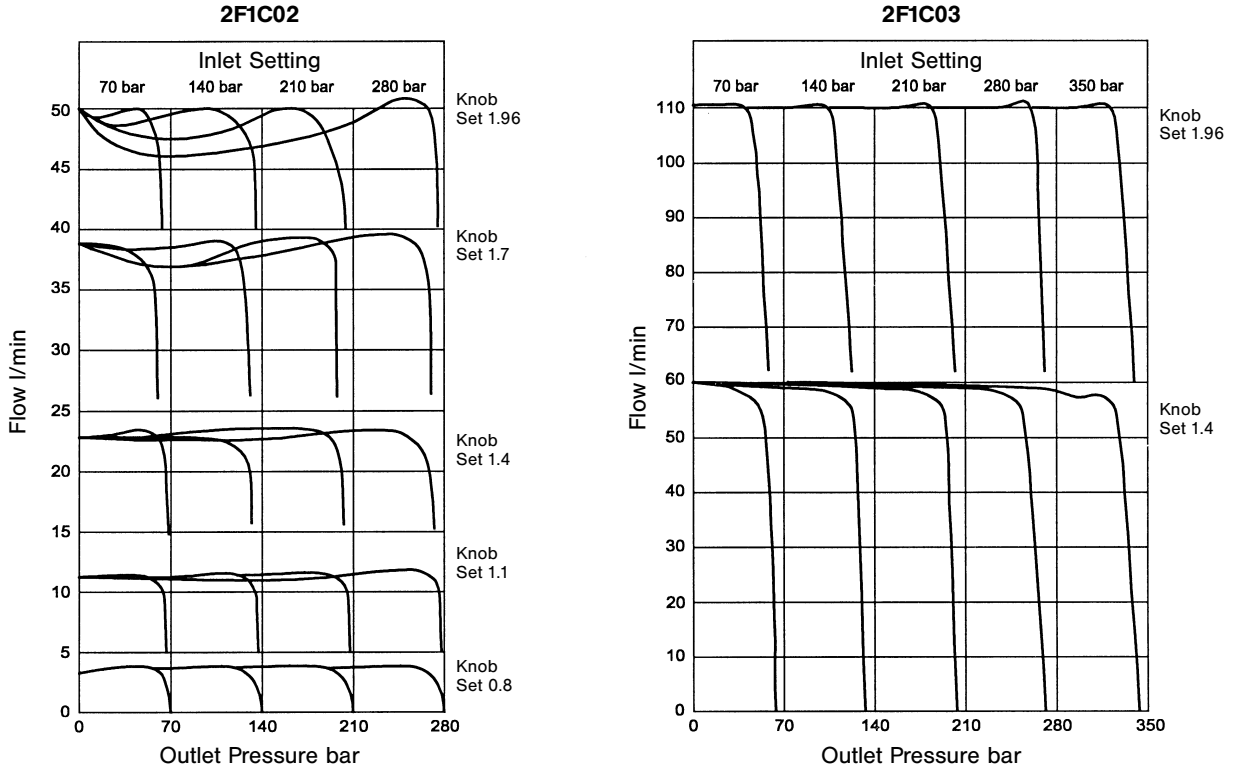 2F1C02
Inlet Setting
70 bar 140 bar 210 bar 280 bar
50
45
40
35
30
25
20
15
10
5
0
Flow l/min
Knob
Set 1.96
Knob
Set 1.7
Knob
Set 1.4
Knob
Set 1.1
Knob
Set 0.8
0 70 140 210 280
Outlet Pressure bar
2F1C03
Inlet Setting
70 bar 140 bar 210 bar 280 bar 350 bar
110
100
90
80
70
60
50
40
30
20
10
0
Flow l/min
Knob
Set 1.96
Knob
Set 1.4
0 70 140 210 280 350
Outlet Pressure bar